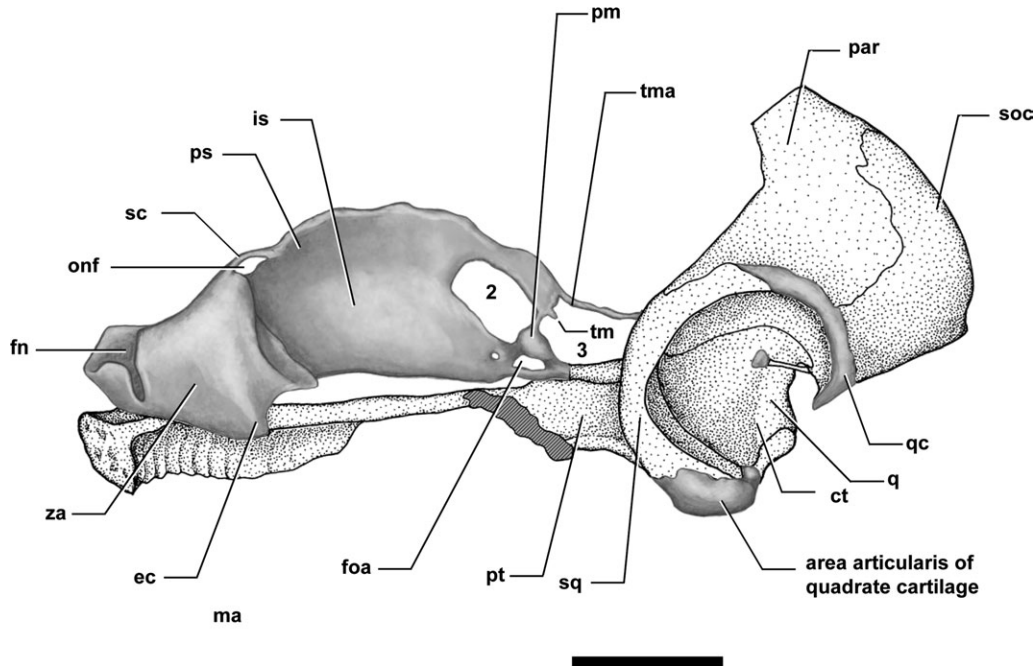 pm
par
tma
soc
is
ps
sc
onf
2
tm
fn
3
qc
q
ct
za
foa
pt
sq
area articularis of
quadrate cartilage
ec
ma